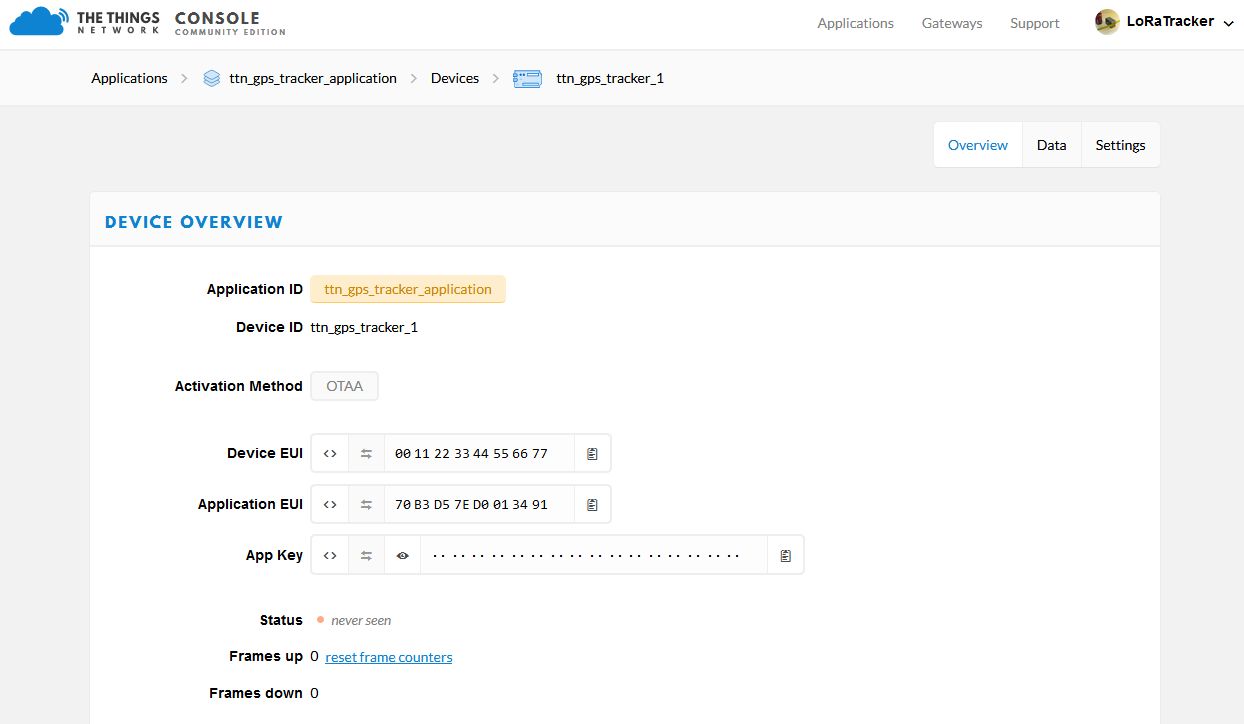 THE THINGS NETWORK CONSOLE COMMUNITY EDITION
Applications Gateways Support LoRaTracker
Applications > ttn_gps_tracker_application > Devices > ttn_gps_tracker_1
Overview Data Settings
DEVICE OVERVIEW
Application ID ttn_gps_tracker_application
Device ID ttn_gps_tracker_1
Activation Method OTAA
Device EUI <> 00 11 22 33 44 55 66 77
Application EUI <> 70 B3 D5 7E D0 01 34 91
App Key <> ·· ·· ·· ·· ·· ·· ·· ·· ·· ·· ·· ·· ·· ·· ·· ··
Status never seen
Frames up 0 reset frame counters
Frames down 0